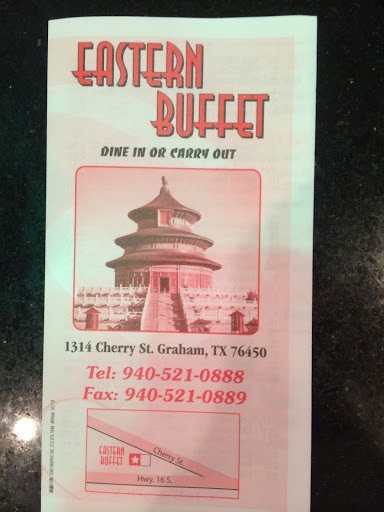 EASTERN
BUFFET
DINE IN OR CARRY OUT
1314 Cherry St. Graham, TX 76450
Tel: 940-521-0888
Fax: 940-521-0889
Cherry St.
EASTERN
BUFFET
Hwy. 16 S.